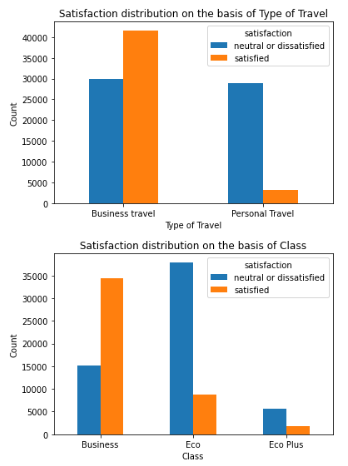 Satisfaction distribution on the basis of Type of Travel
satisfaction
neutral or dissatisfied
satisfied
40000
35000
30000
25000
20000
15000
10000
5000
0
Count
Business travel
Personal Travel
Type of Travel
Satisfaction distribution on the basis of Class
satisfaction
neutral or dissatisfied
satisfied
35000
30000
25000
20000
15000
10000
5000
0
Count
Business
Eco
Eco Plus
Class